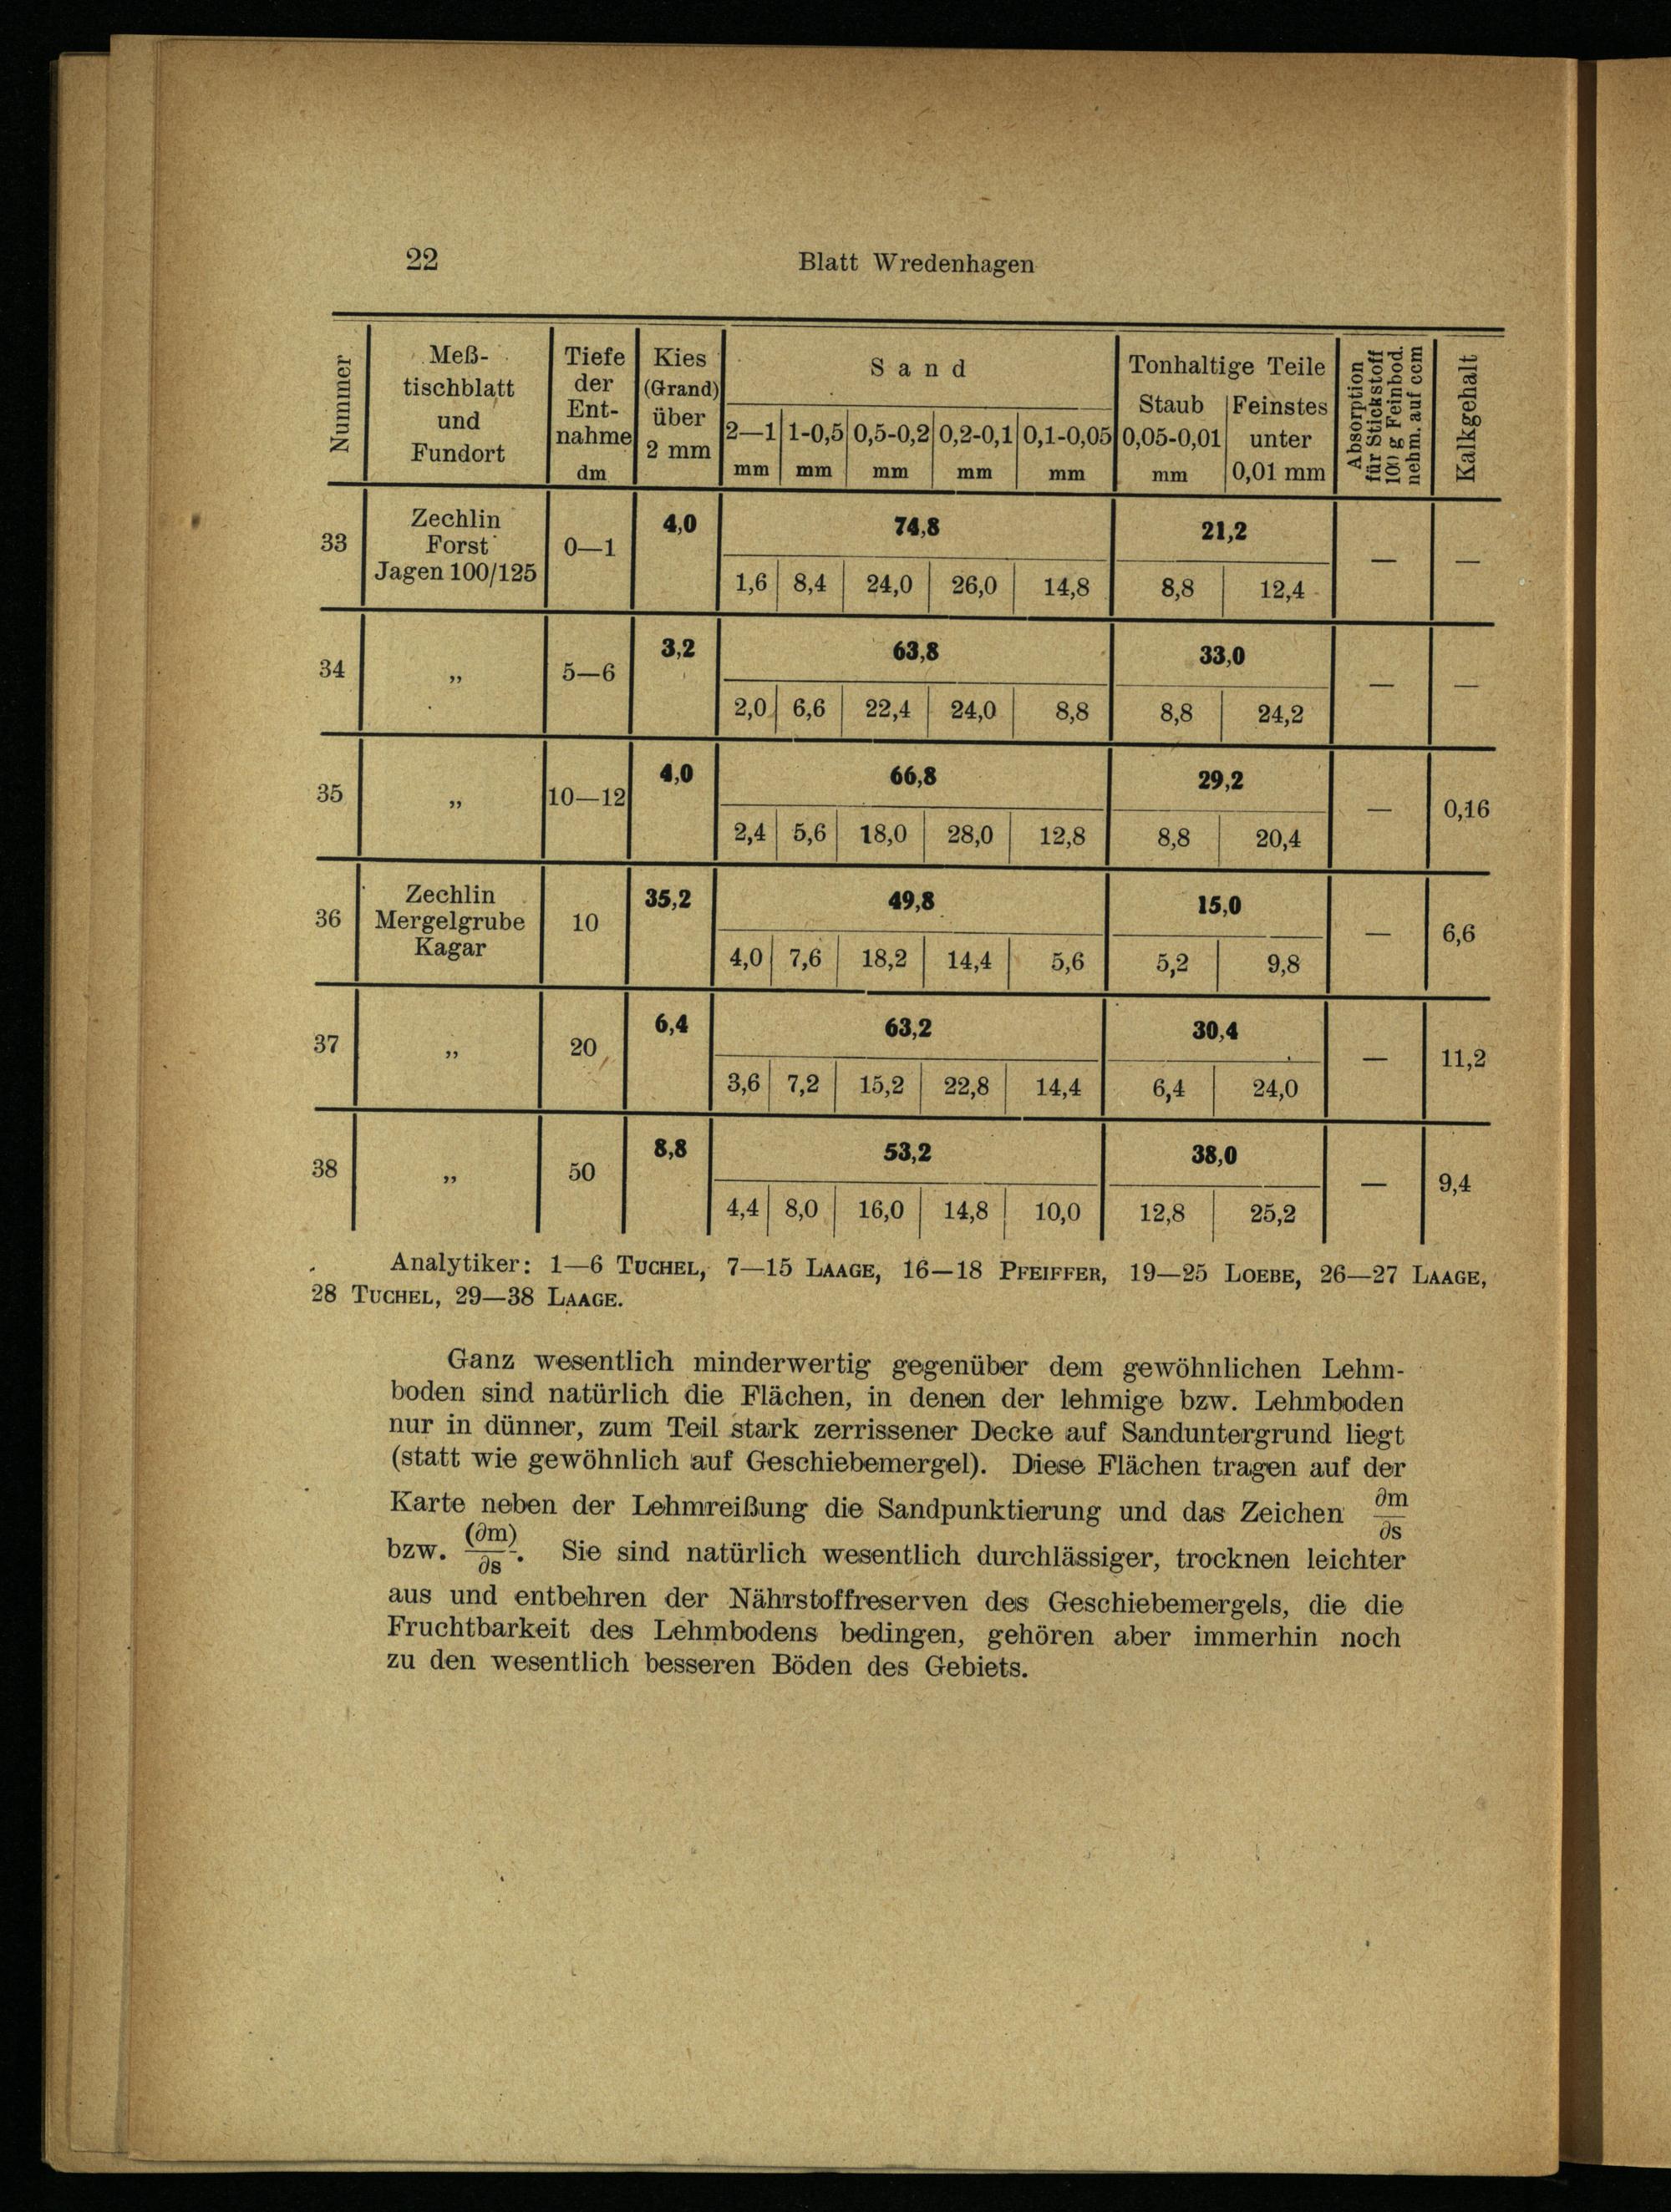 22
Blatt Wredenhagen
Nummer
Meß-
tischblatt
und
Fundort
Tiefe
der
Ent-
nahme
dm
Kies
(Grand)
über
2 mm
Sand
2—1 mm
1-0,5 mm
0,5-0,2 mm
0,2-0,1 mm
0,1-0,05 mm
Tonhaltige Teile
Staub
0,05-0,01
mm
Feinstes
unter
0,01 mm
Absorption
für Stickstoff
100 g Feinbod.
nehm. auf ccm
Kalkgehalt
33 Zechlin Forst Jagen 100/125 0—1 4,0 74,8 21,2 — —
1,6 8,4 24,0 26,0 14,8 8,8 12,4
34 „ 5—6 3,2 63,8 33,0 — —
2,0 6,6 22,4 24,0 8,8 8,8 24,2
35 „ 10—12 4,0 66,8 29,2 — 0,16
2,4 5,6 18,0 28,0 12,8 8,8 20,4
36 Zechlin Mergelgrube Kagar 10 35,2 49,8 15,0 — 6,6
4,0 7,6 18,2 14,4 5,6 5,2 9,8
37 „ 20 6,4 63,2 30,4 — 11,2
3,6 7,2 15,2 22,8 14,4 6,4 24,0
38 „ 50 8,8 53,2 38,0 — 9,4
4,4 8,0 16,0 14,8 10,0 12,8 25,2
Analytiker: 1—6 TUCHEL, 7—15 LAAGE, 16—18 PFEIFFER, 19—25 LOEBE, 26—27 LAAGE,
28 TUCHEL, 29—38 LAAGE.
Ganz wesentlich minderwertig gegenüber dem gewöhnlichen Lehm-
boden sind natürlich die Flächen, in denen der lehmige bzw. Lehmboden
nur in dünner, zum Teil stark zerrissener Decke auf Sanduntergrund liegt
(statt wie gewöhnlich auf Geschiebemergel). Diese Flächen tragen auf der
Karte neben der Lehmreißung die Sandpunktierung und das Zeichen ∂m/∂s
bzw. (∂m)/∂s. Sie sind natürlich wesentlich durchlässiger, trocknen leichter
aus und entbehren der Nährstoffreserven des Geschiebemergels, die die
Fruchtbarkeit des Lehmbodens bedingen, gehören aber immerhin noch
zu den wesentlich besseren Böden des Gebiets.